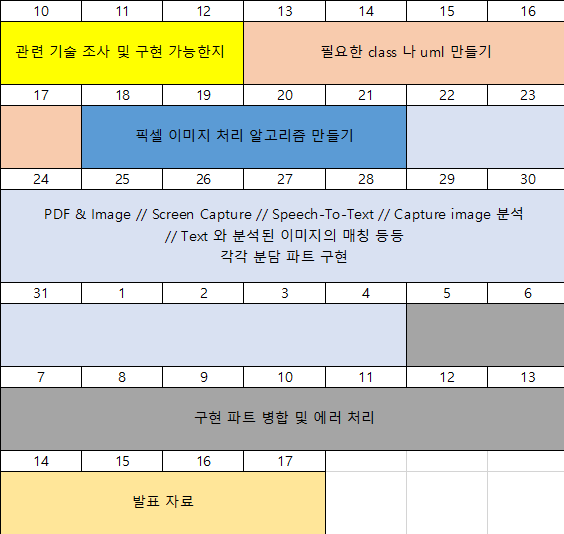 10 11 12 13 14 15 16
관련 기술 조사 및 구현 가능한지 필요한 class 나 uml 만들기
17 18 19 20 21 22 23
픽셀 이미지 처리 알고리즘 만들기
24 25 26 27 28 29 30
PDF & Image // Screen Capture // Speech-To-Text // Capture image 분석
// Text 와 분석된 이미지의 매칭 등등
각각 분담 파트 구현
31 1 2 3 4 5 6
7 8 9 10 11 12 13
구현 파트 병합 및 에러 처리
14 15 16 17
발표 자료